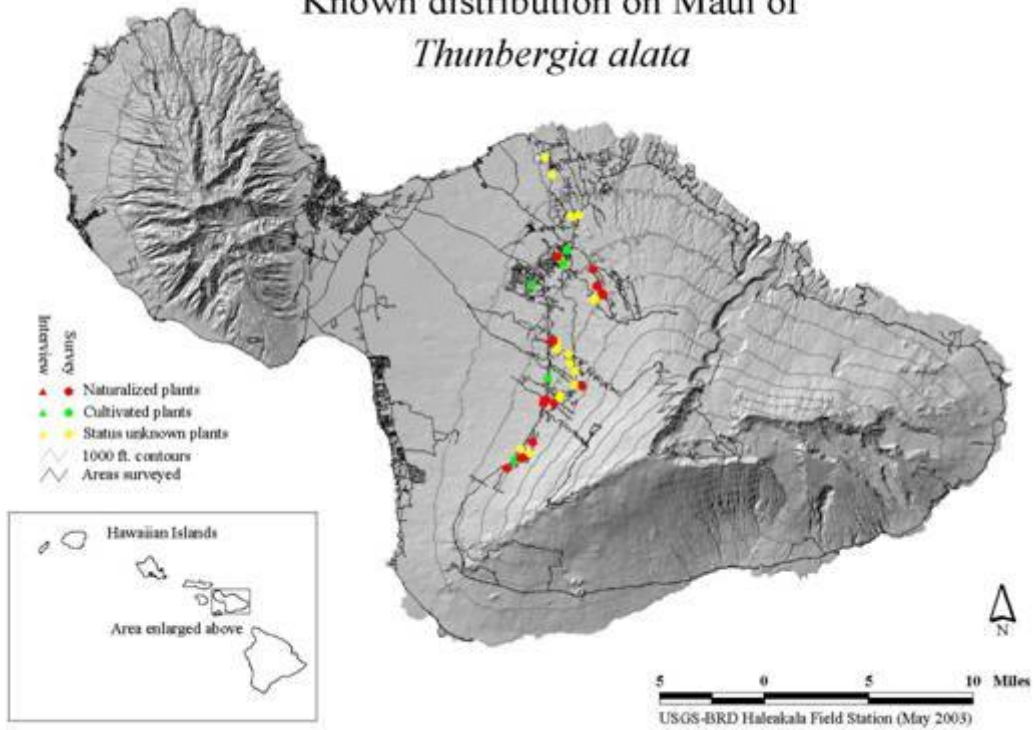 Known distribution on Maui of
Thunbergia alata
Interview
Survey
Naturalized plants
Cultivated plants
Status unknown plants
1000 ft. contours
Areas surveyed
Hawaiian Islands
Area enlarged above
N
5 0 5 10 Miles
USGS-BRD Haleakala Field Station (May 2003)